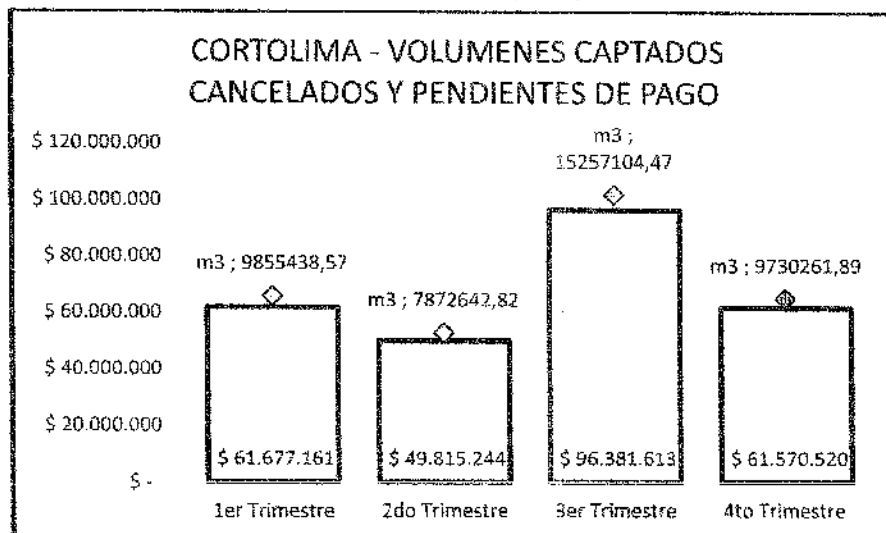 CORTOLIMA - VOLUMENES CAPTADOS
CANCELADOS Y PENDIENTES DE PAGO
$ 120.000.000
$ 100.000.000
$ 80.000.000
$ 60.000.000
$ 40.000.000
$ 20.000.000
$ -
m3 ; 9855438,57
m3 ; 7872642,82
m3 ;
15257104,47
m3 ; 9730261,89
$ 61.677.161
$ 49.815.244
$ 96.381.613
$ 61.570.520
1er Trimestre
2do Trimestre
3er Trimestre
4to Trimestre